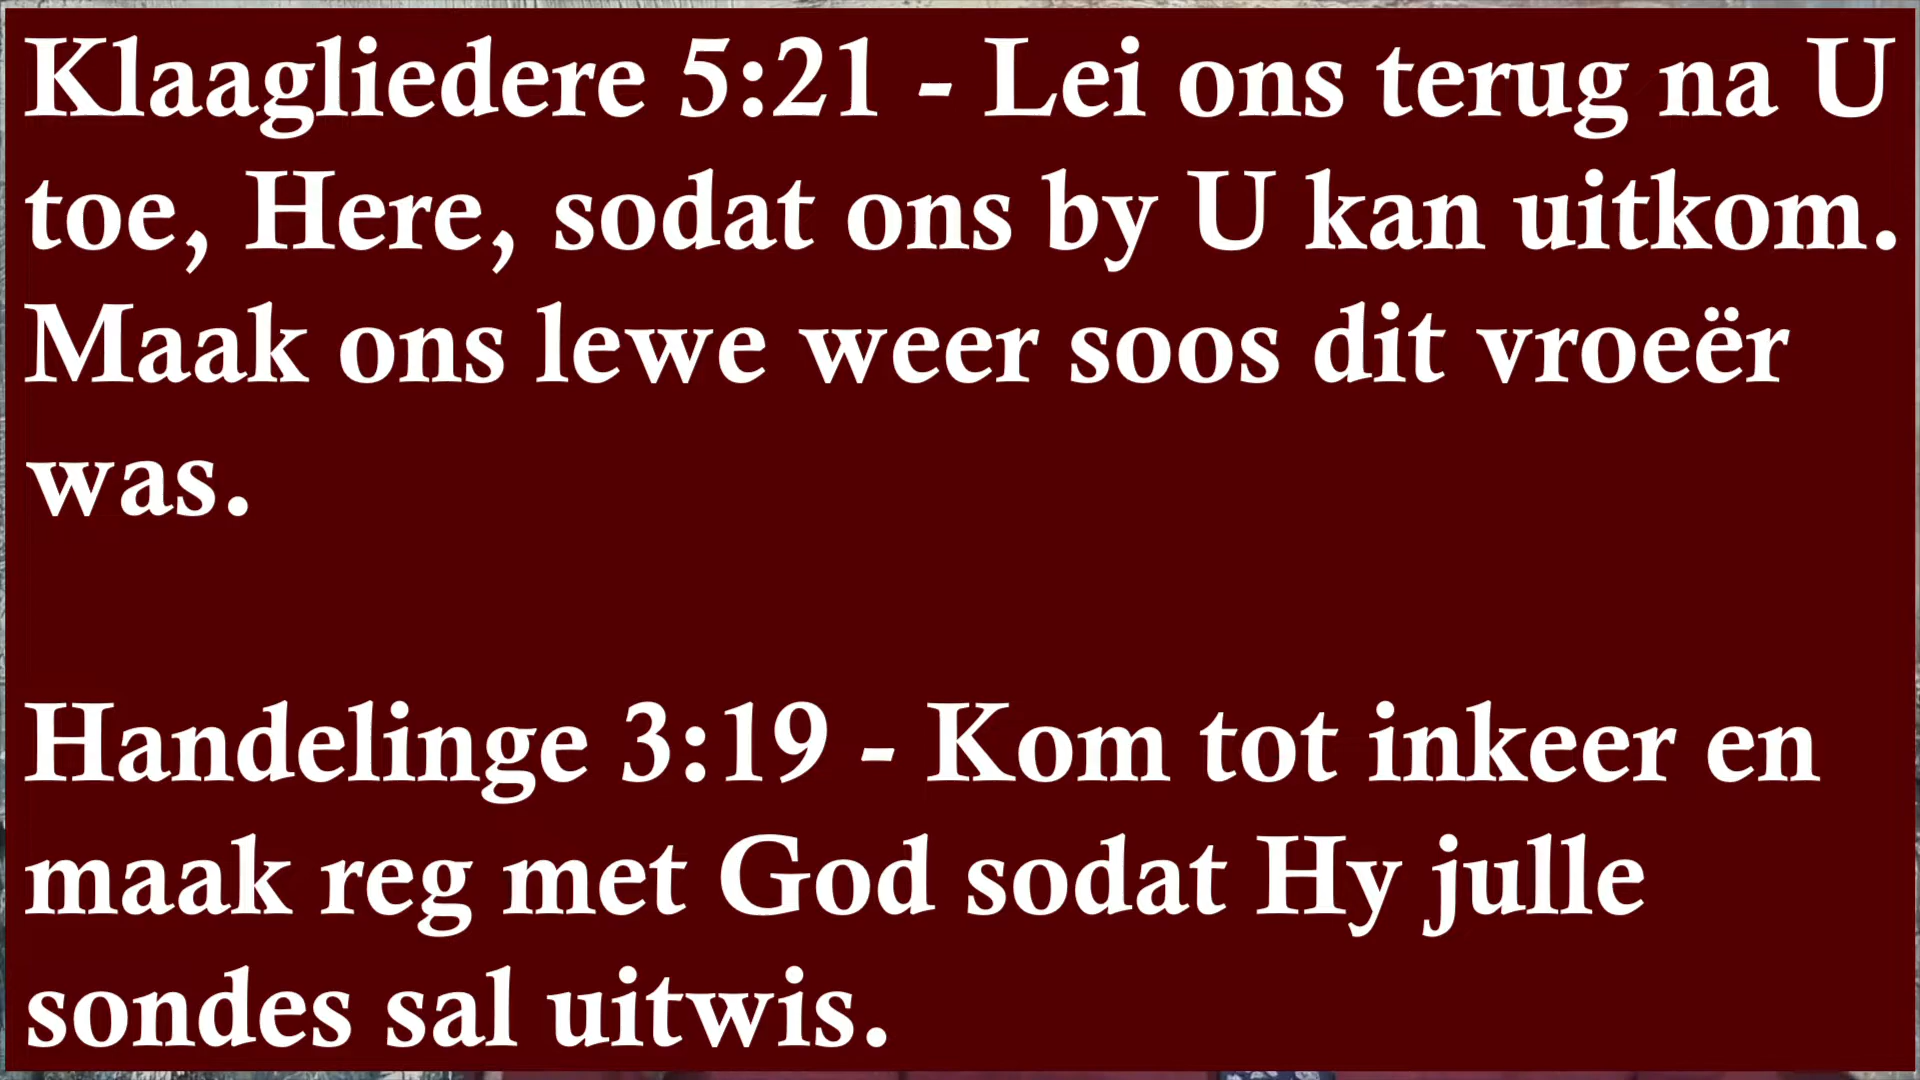 Klaagliedere 5:21 - Lei ons terug na U
toe, Here, sodat ons by U kan uitkom.
Maak ons lewe weer soos dit vroeër
was.
Handelinge 3:19 - Kom tot inkeer en
maak reg met God sodat Hy julle
sondes sal uitwis.